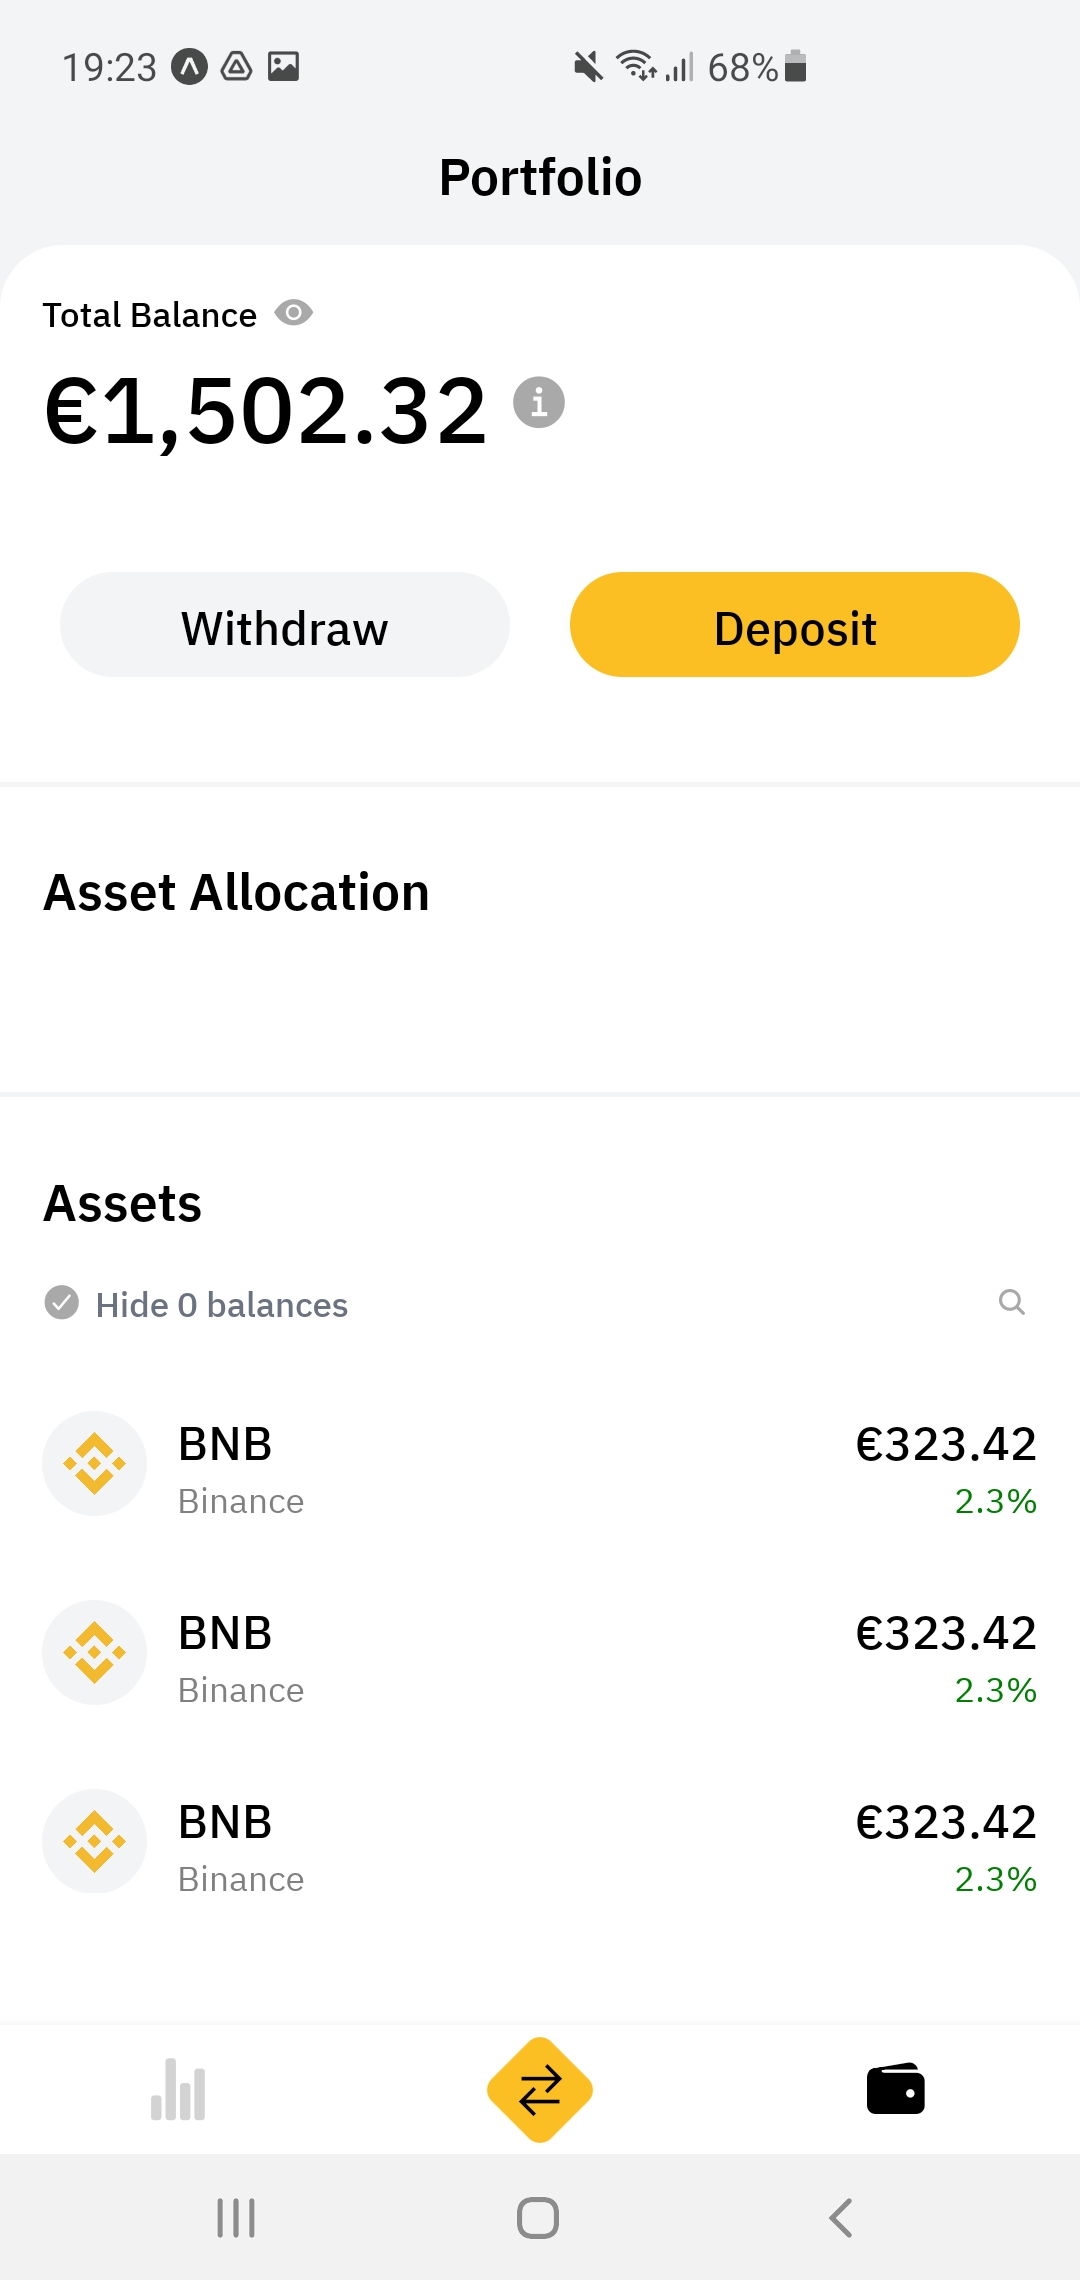 19:23 68%
Portfolio
Total Balance
€1,502.32
Withdraw Deposit
Asset Allocation
Assets
Hide 0 balances
BNB €323.42
Binance 2.3%
BNB €323.42
Binance 2.3%
BNB €323.42
Binance 2.3%